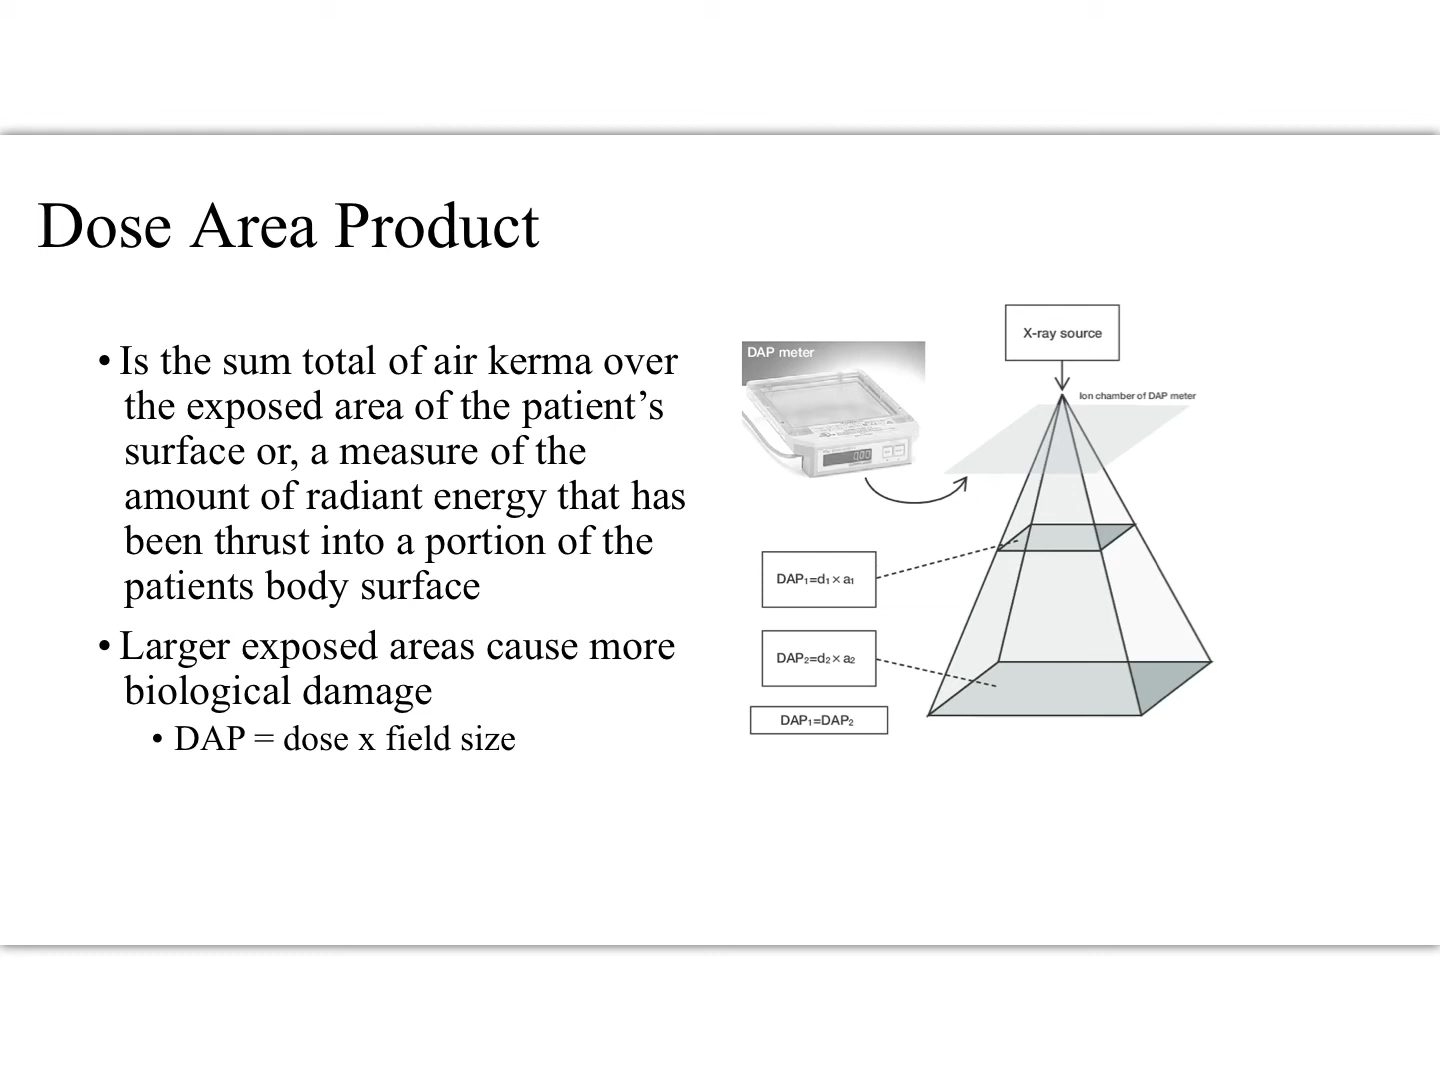 Dose Area Product
• Is the sum total of air kerma over
the exposed area of the patient’s
surface or, a measure of the
amount of radiant energy that has
been thrust into a portion of the
patients body surface
• Larger exposed areas cause more
biological damage
• DAP = dose x field size
DAP meter
X-ray source
Ion chamber of DAP meter
DAP₁=d₁ × a₁
DAP₂=d₂ × a₂
DAP₁=DAP₂